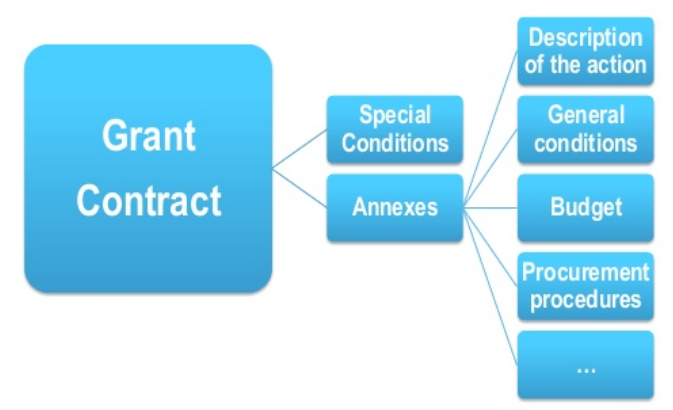 Grant
Contract
Special
Conditions
Annexes
Description
of the action
General
conditions
Budget
Procurement
procedures
...